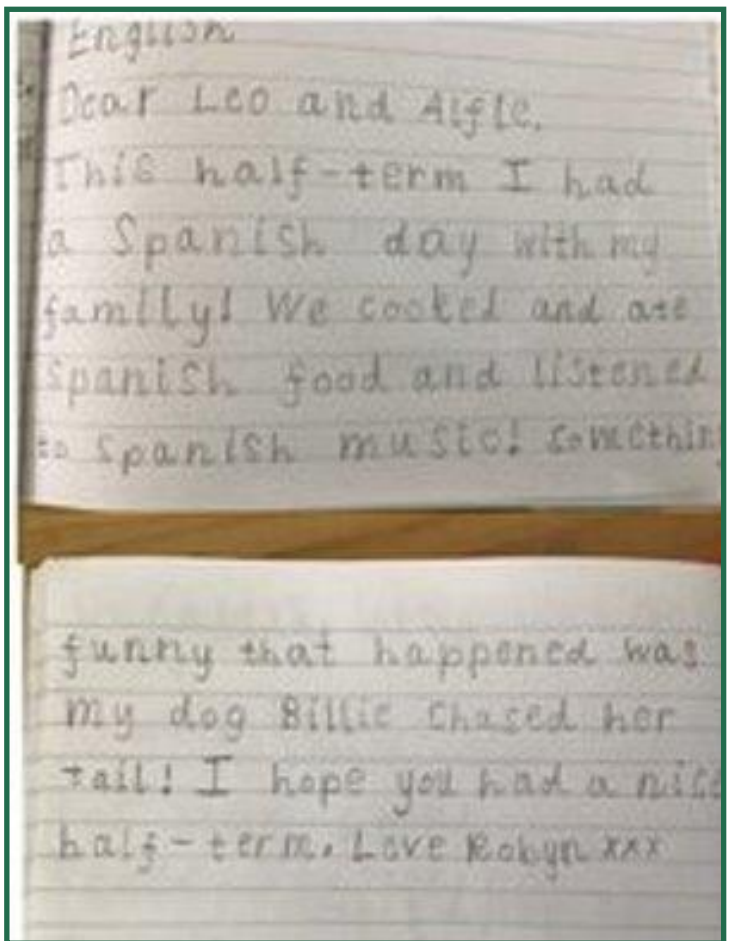 English
Dear Leo and Alfie,
This half-term I had
a Spanish day with my
family! We cooked and ate
Spanish food and listened
to Spanish music! Somethin
funny that happened was
my dog Billie chased her
tail! I hope you had a nice
half-term. Love Robyn xxx